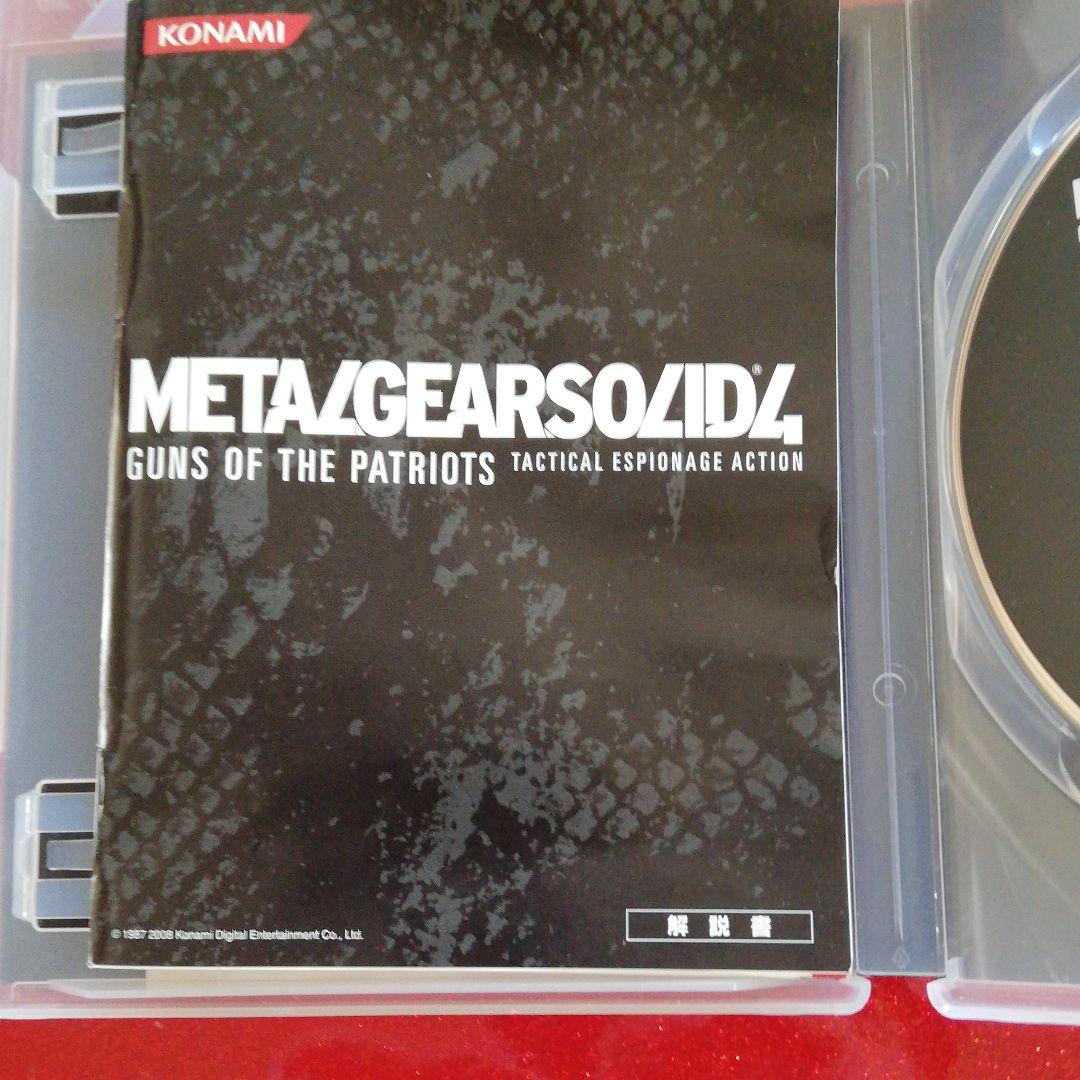 KONAMI
METAL GEAR SOLID 4®
GUNS OF THE PATRIOTS TACTICAL ESPIONAGE ACTION
解説書
© 1987 2008 Konami Digital Entertainment Co., Ltd.